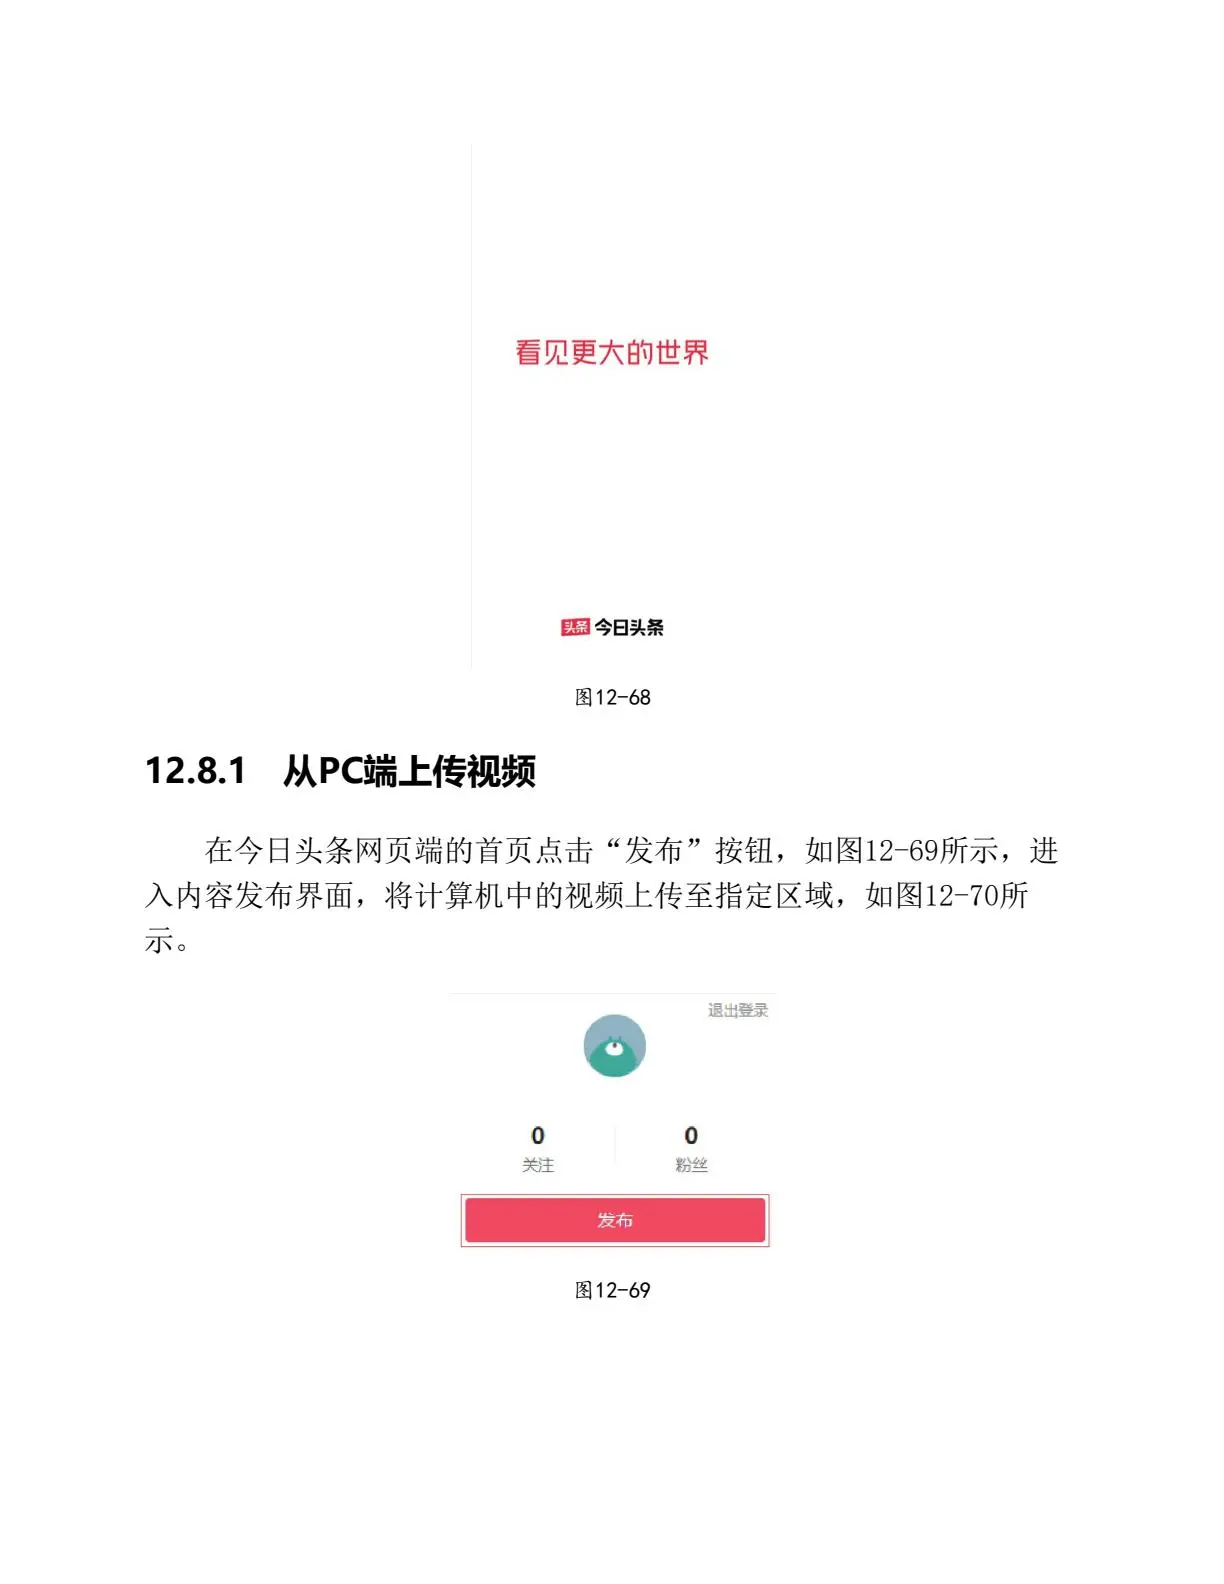 看见更大的世界
头条 今日头条
图12-68
12.8.1 从PC端上传视频
在今日头条网页端的首页点击“发布”按钮，如图12-69所示，进
入内容发布界面，将计算机中的视频上传至指定区域，如图12-70所
示。
退出登录
0 0
关注 粉丝
发布
图12-69